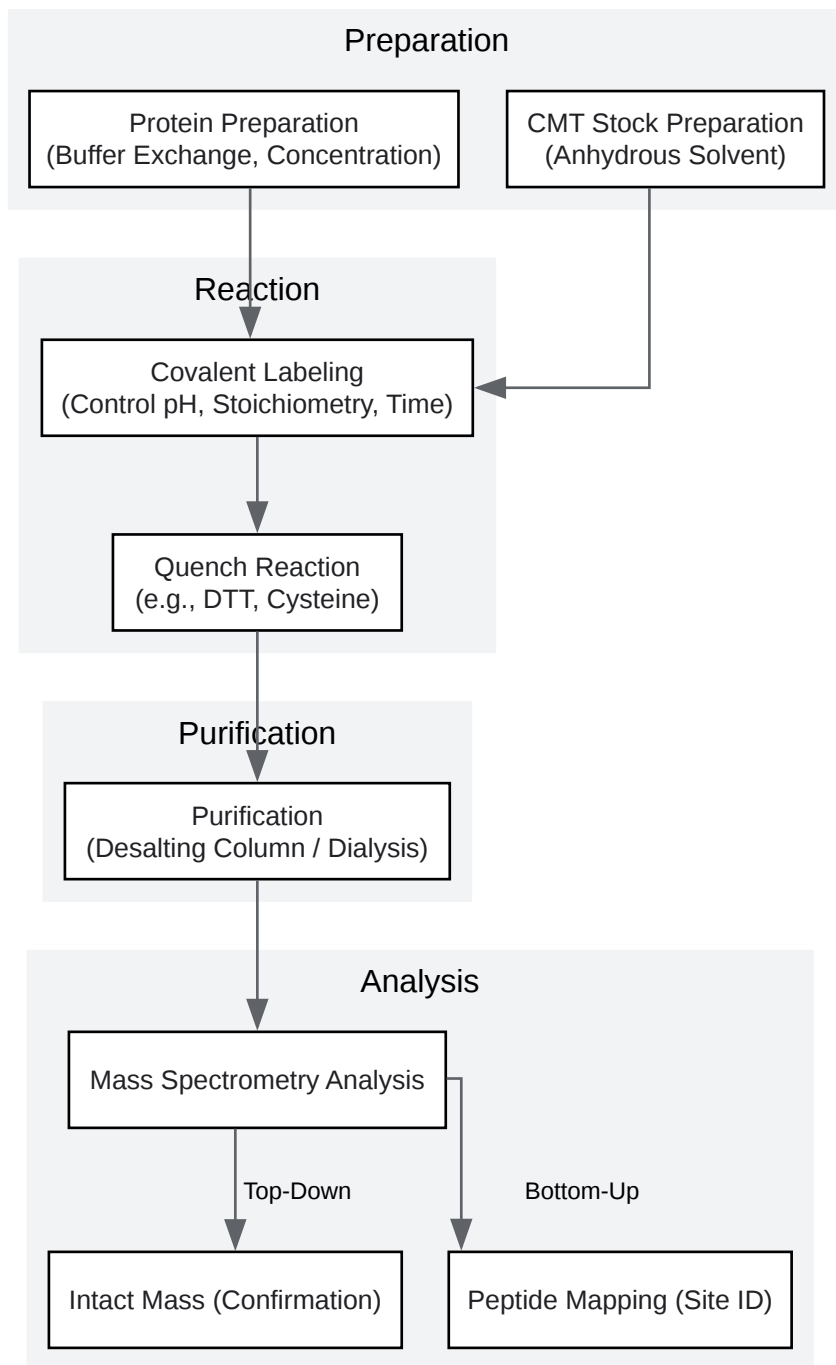 Preparation
Protein Preparation
(Buffer Exchange, Concentration)
CMT Stock Preparation
(Anhydrous Solvent)
Reaction
Covalent Labeling
(Control pH, Stoichiometry, Time)
Quench Reaction
(e.g., DTT, Cysteine)
Purification
Purification
(Desalting Column / Dialysis)
Analysis
Mass Spectrometry Analysis
Top-Down
Bottom-Up
Intact Mass (Confirmation)
Peptide Mapping (Site ID)